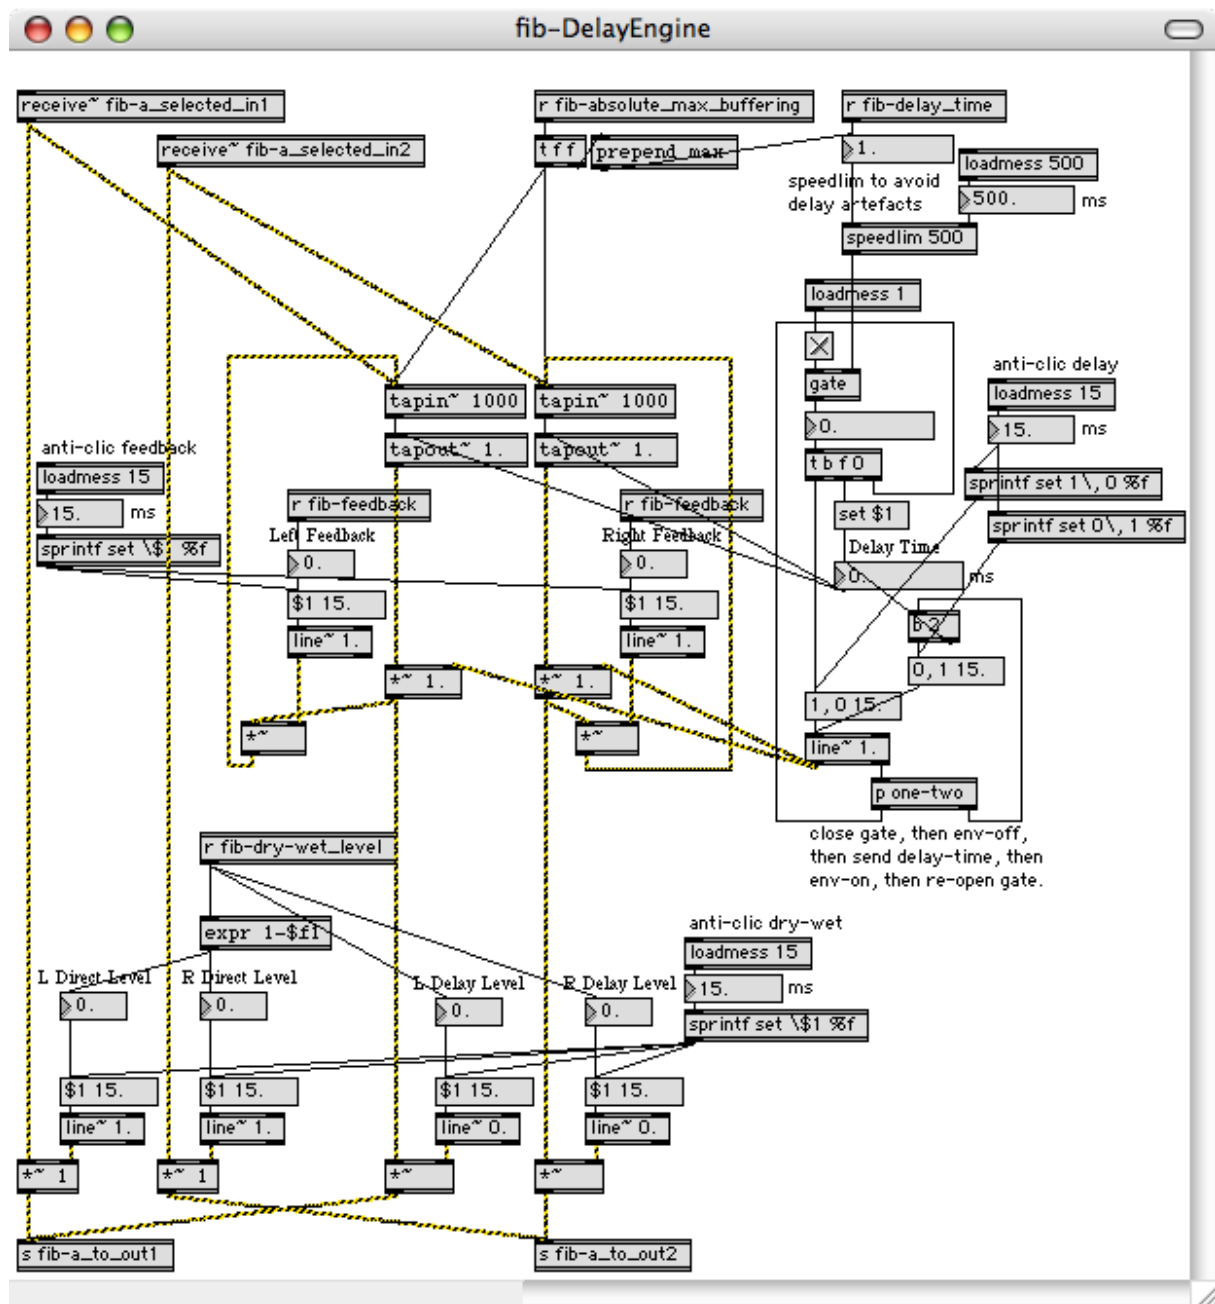 fib-DelayEngine
receive~ fib-a_selected_in1
r fib-absolute_max_buffering
r fib-delay_time
receive~ fib-a_selected_in2
t f f
prepend max
1.
loadmess 500
speedlim to avoid
delay artefacts
500.
ms
speedlim 500
loadmess 1
gate
anti-clic delay
loadmess 15
tapin~ 1000
tapin~ 1000
0.
15.
ms
tapout~ 1.
tapout~ 1.
anti-clic feedback
loadmess 15
t b f 0
sprintf set 1\, 0 %f
r fib-feedback
r fib-feedback
15.
ms
set $1
sprintf set 0\, 1 %f
Left Feedback
Right Feedback
sprintf set \$1 %f
Delay Time
0.
0.
0.
ms
$1 15.
$1 15.
b 2
line~ 1.
line~ 1.
0, 1 15.
*~ 1.
*~ 1.
1, 0 15.
*~
*~
line~ 1.
p one-two
r fib-dry-wet_level
close gate, then env-off,
then send delay-time, then
env-on, then re-open gate.
expr 1-$f1
anti-clic dry-wet
loadmess 15
L Direct Level
R Direct Level
L Delay Level
R Delay Level
0.
0.
0.
0.
15.
ms
sprintf set \$1 %f
$1 15.
$1 15.
$1 15.
$1 15.
line~ 1.
line~ 1.
line~ 0.
line~ 0.
*~ 1
*~ 1
*~
*~
s fib-a_to_out1
s fib-a_to_out2